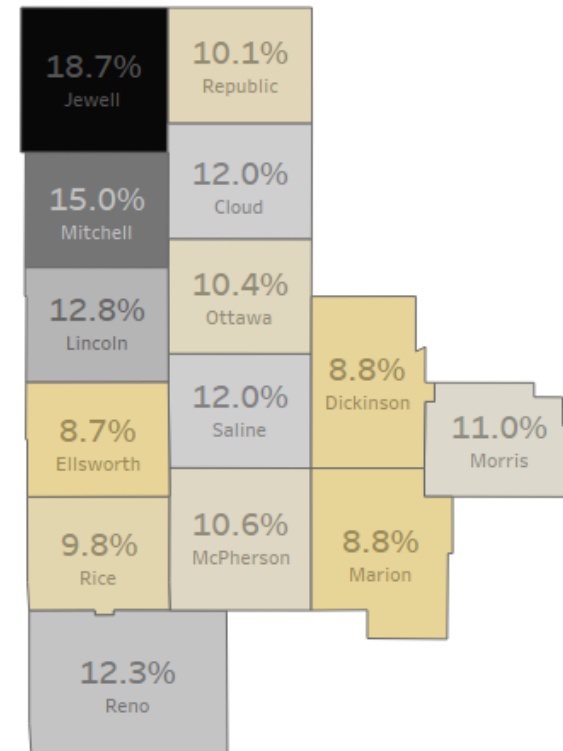 18.7%
Jewell
10.1%
Republic
15.0%
Mitchell
12.0%
Cloud
12.8%
Lincoln
10.4%
Ottawa
8.7%
Ellsworth
12.0%
Saline
8.8%
Dickinson
11.0%
Morris
9.8%
Rice
10.6%
McPherson
8.8%
Marion
12.3%
Reno